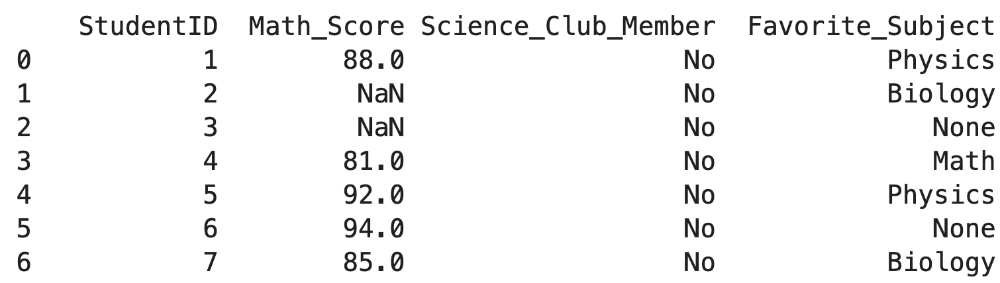 StudentID Math_Score Science_Club_Member Favorite_Subject
0 1 88.0 No Physics
1 2 NaN No Biology
2 3 NaN No None
3 4 81.0 No Math
4 5 92.0 No Physics
5 6 94.0 No None
6 7 85.0 No Biology